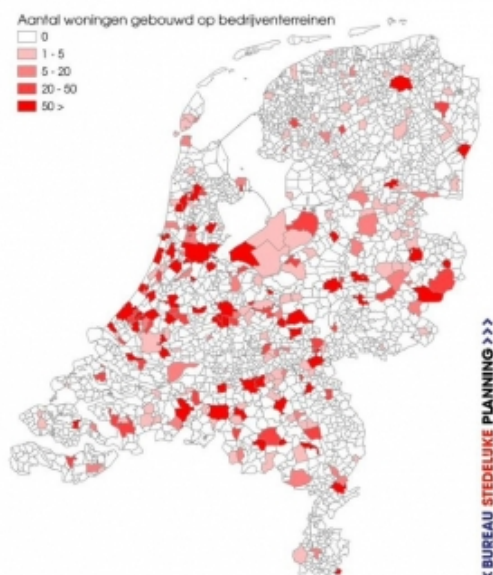 Aantal woningen gebouwd op bedrijventerreinen
0
1 - 5
5 - 20
20 - 50
50 >
BUREAU STEDELIJKE PLANNING >>>